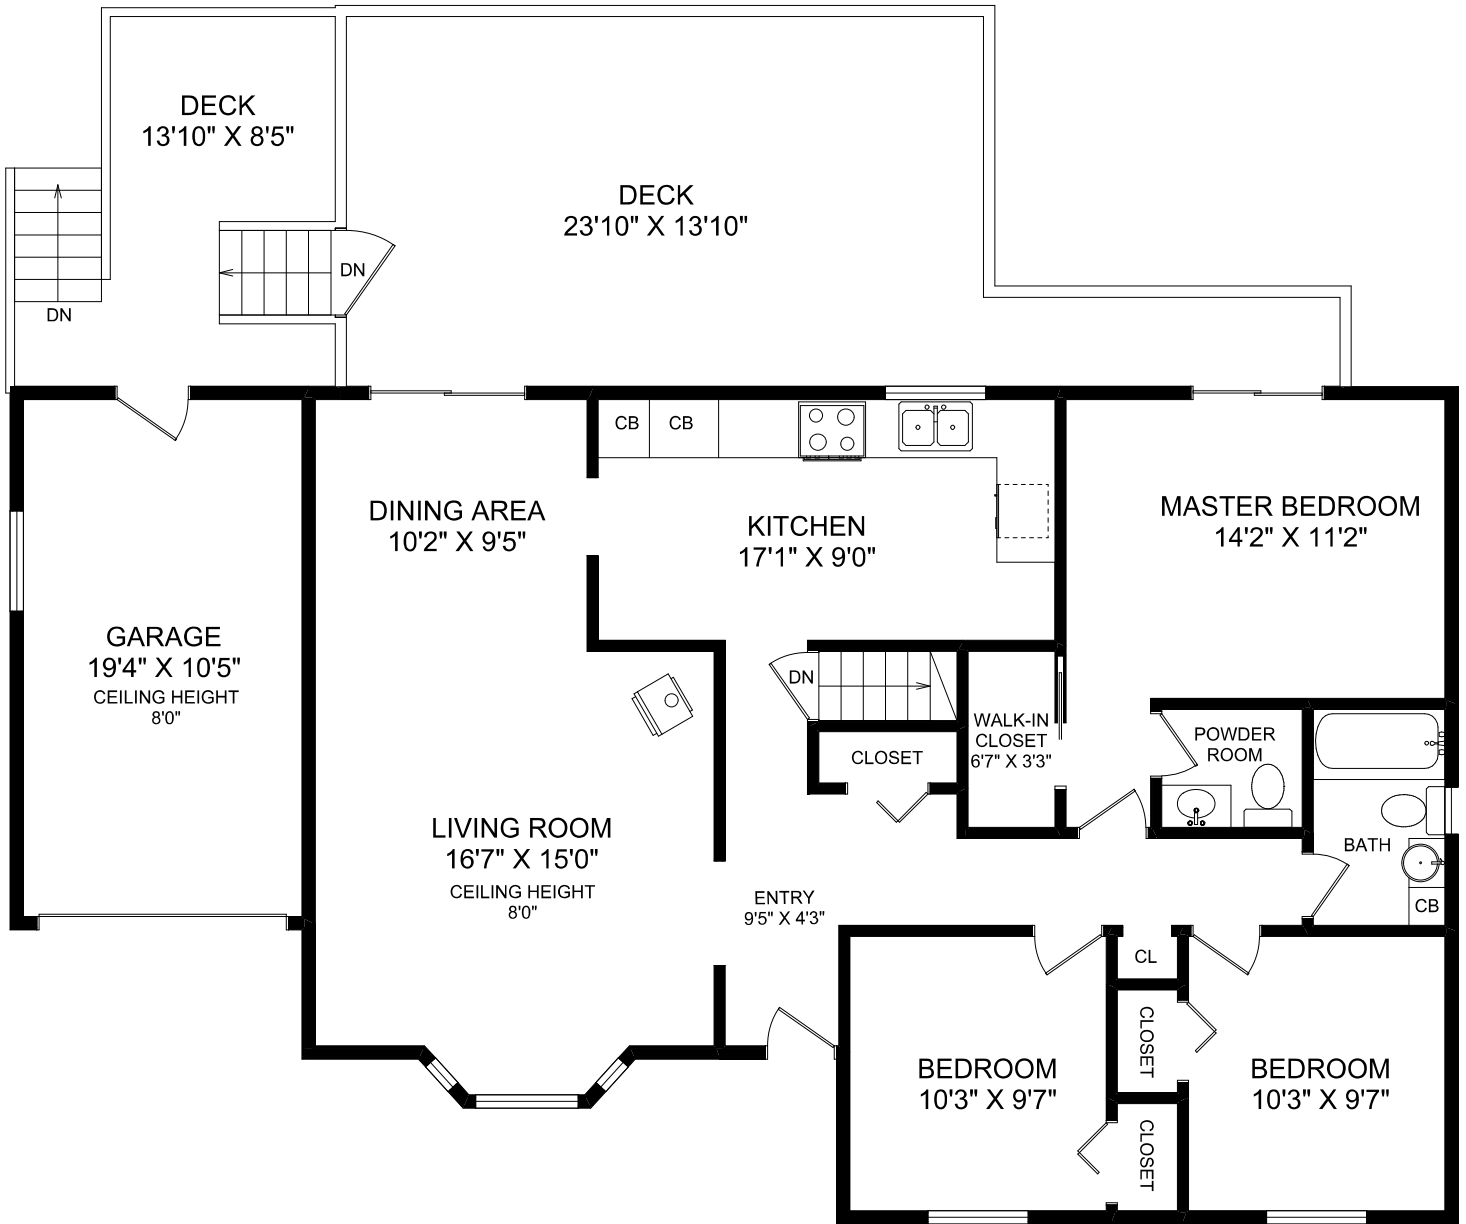 DECK
13'10" X 8'5"
DECK
23'10" X 13'10"
DN
DN
CB
CB
DINING AREA
10'2" X 9'5"
KITCHEN
17'1" X 9'0"
MASTER BEDROOM
14'2" X 11'2"
GARAGE
19'4" X 10'5"
CEILING HEIGHT
8'0"
DN
WALK-IN
CLOSET
6'7" X 3'3"
POWDER
ROOM
CLOSET
LIVING ROOM
16'7" X 15'0"
CEILING HEIGHT
8'0"
BATH
CB
ENTRY
9'5" X 4'3"
CL
CLOSET
BEDROOM
10'3" X 9'7"
BEDROOM
10'3" X 9'7"
CLOSET